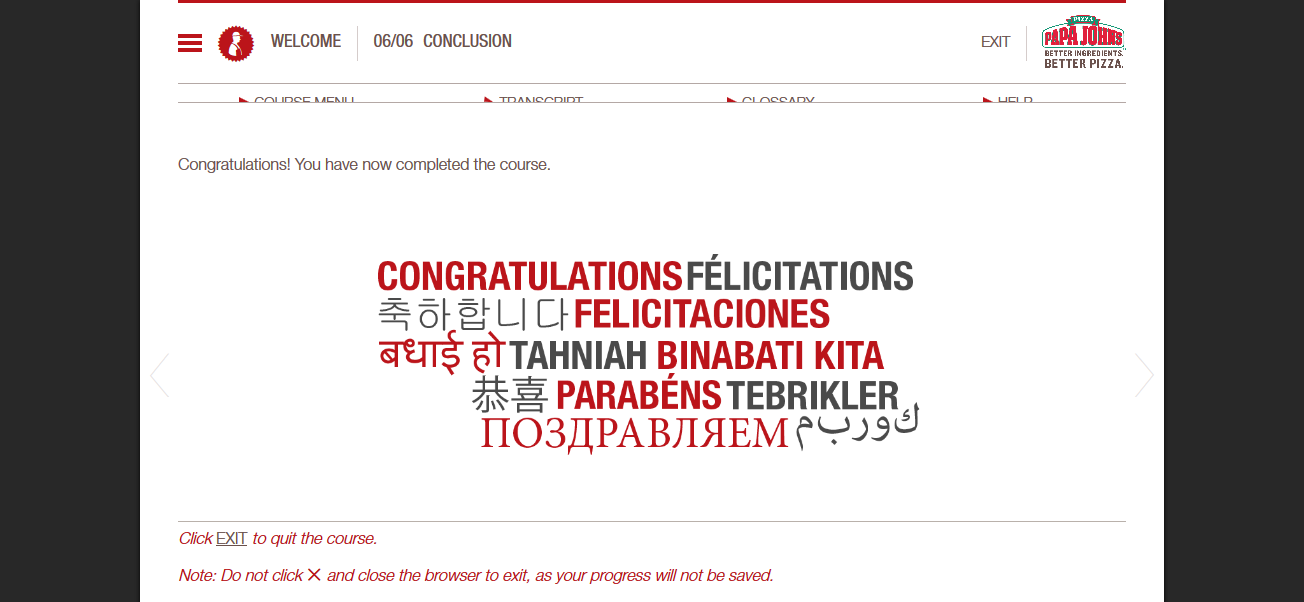 WELCOME 06/06 CONCLUSION EXIT
PIZZA
PAPA JOHNS
BETTER INGREDIENTS.
BETTER PIZZA.
COURSE MENU TRANSCRIPT GLOSSARY HELP
Congratulations! You have now completed the course.
CONGRATULATIONS FÉLICITATIONS
축하합니다 FELICITACIONES
बधाई हो TAHNIAH BINABATI KITA
恭喜 PARABÉNS TEBRIKLER
ПОЗДРАВЛЯЕМ م ب ر و ك
Click EXIT to quit the course.
Note: Do not click × and close the browser to exit, as your progress will not be saved.